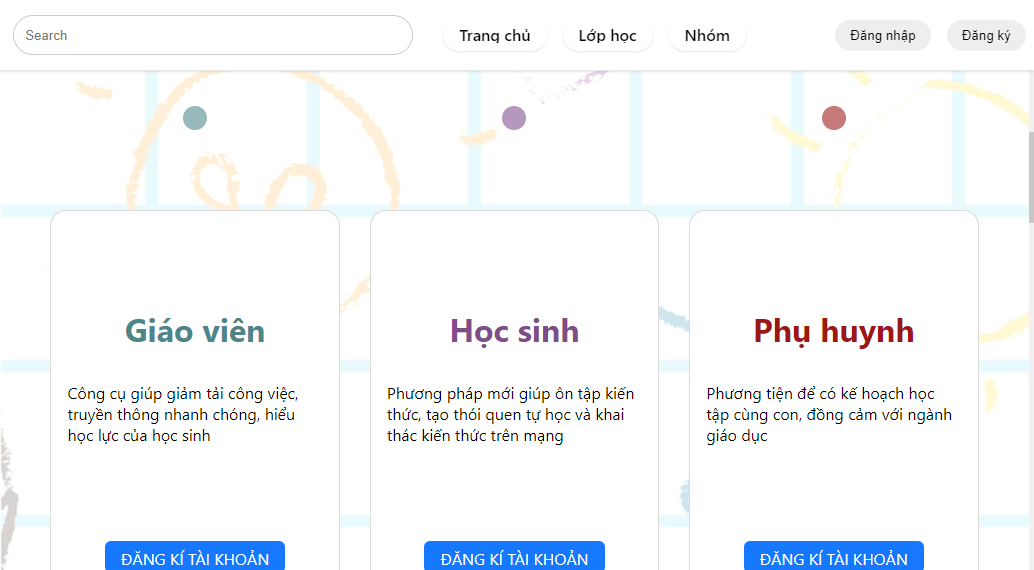 Search
Trang chủ
Lớp học
Nhóm
Đăng nhập
Đăng ký
Giáo viên
Công cụ giúp giảm tải công việc,
truyền thông nhanh chóng, hiểu
học lực của học sinh
ĐĂNG KÍ TÀI KHOẢN
Học sinh
Phương pháp mới giúp ôn tập kiến
thức, tạo thói quen tự học và khai
thác kiến thức trên mạng
ĐĂNG KÍ TÀI KHOẢN
Phụ huynh
Phương tiện để có kế hoạch học
tập cùng con, đồng cảm với ngành
giáo dục
ĐĂNG KÍ TÀI KHOẢN